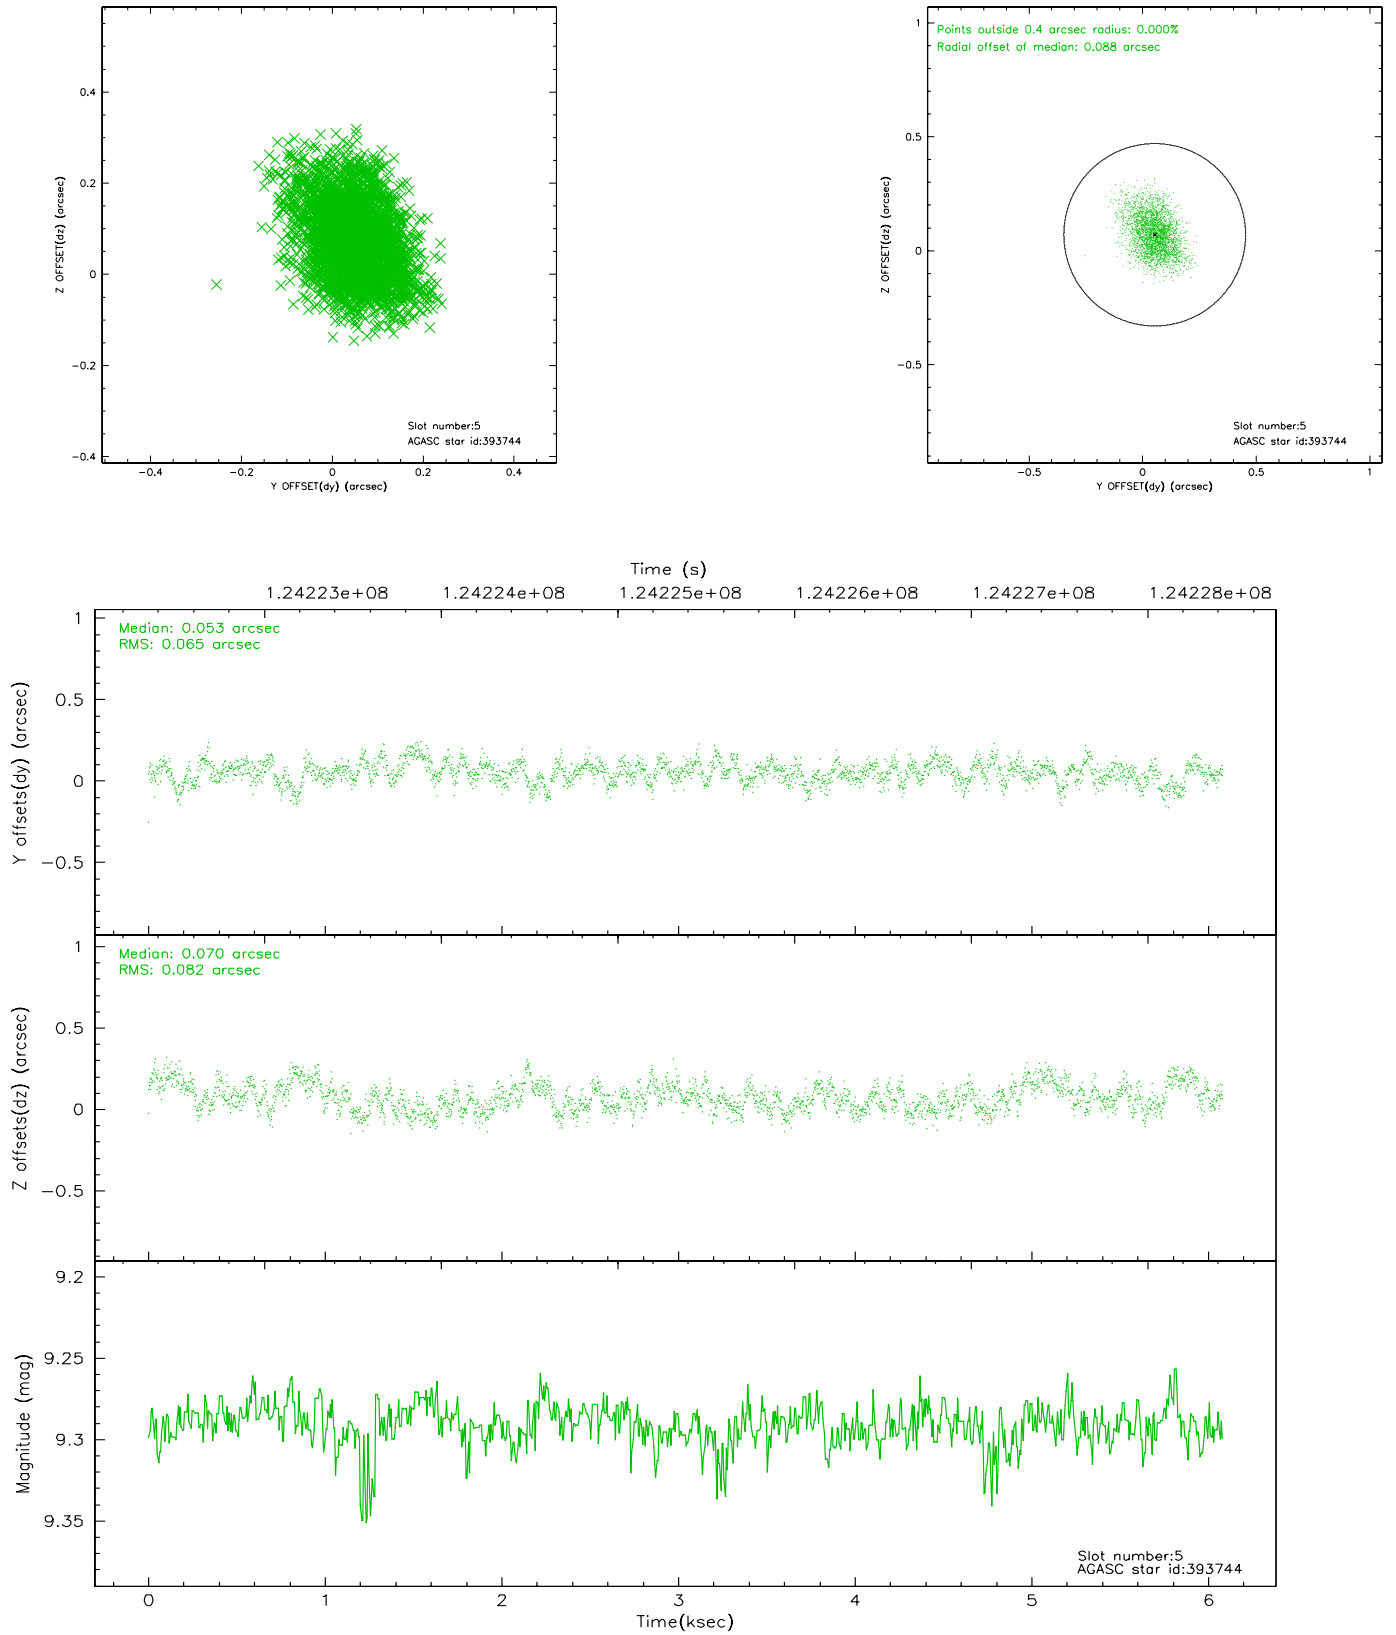 0.4
0.2
0
−0.2
−0.4
Z OFFSET(dz) (arcsec)
Slot number:5
AGASC star id:393744
−0.4 −0.2 0 0.2 0.4
Y OFFSET(dy) (arcsec)
Points outside 0.4 arcsec radius: 0.000%
Radial offset of median: 0.088 arcsec
1
0.5
0
−0.5
Z OFFSET(dz) (arcsec)
Slot number:5
AGASC star id:393744
−0.5 0 0.5 1
Y OFFSET(dy) (arcsec)
Time (s)
1.24223e+08 1.24224e+08 1.24225e+08 1.24226e+08 1.24227e+08 1.24228e+08
Median: 0.053 arcsec
RMS: 0.065 arcsec
1
0.5
0
−0.5
Y offsets(dy) (arcsec)
Median: 0.070 arcsec
RMS: 0.082 arcsec
1
0.5
0
−0.5
Z offsets(dz) (arcsec)
9.2
9.25
9.3
9.35
Magnitude (mag)
Slot number:5
AGASC star id:393744
0 1 2 3 4 5 6
Time(ksec)